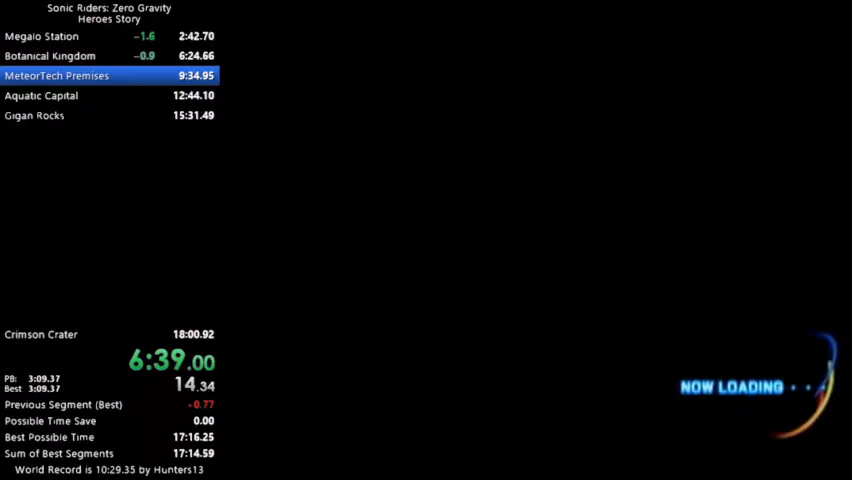 Sonic Riders: Zero Gravity
Heroes Story
Megalo Station -1.6 2:42.70
Botanical Kingdom -0.9 6:24.66
MeteorTech Premises 9:34.95
Aquatic Capital 12:44.10
Gigan Rocks 15:31.49
Crimson Crater 18:00.92
6:39.00
PB: 3:09.37
Best 3:09.37
14.34
Previous Segment (Best) -0.77
Possible Time Save 0.00
Best Possible Time 17:16.25
Sum of Best Segments 17:14.59
World Record is 10:29.35 by Hunters13
NOW LOADING • • •